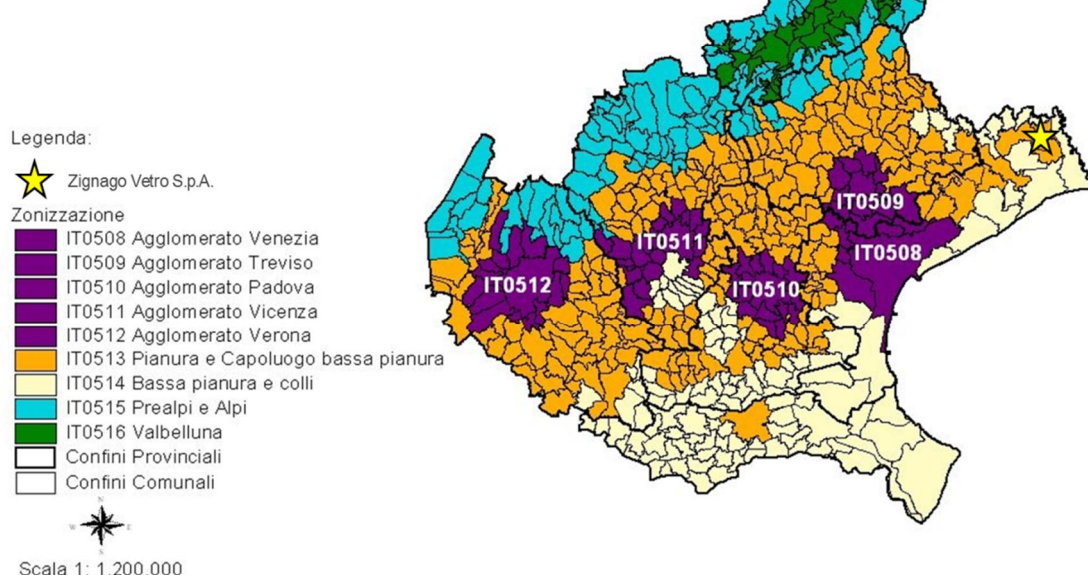 Legenda:
Zignago Vetro S.p.A.
Zonizzazione
IT0508 Agglomerato Venezia
IT0509 Agglomerato Treviso
IT0510 Agglomerato Padova
IT0511 Agglomerato Vicenza
IT0512 Agglomerato Verona
IT0513 Pianura e Capoluogo bassa pianura
IT0514 Bassa pianura e colli
IT0515 Prealpi e Alpi
IT0516 Valbelluna
Confini Provinciali
Confini Comunali
N
W E
S
Scala 1: 1.200.000
IT0509
IT0511
IT0508
IT0512
IT0510